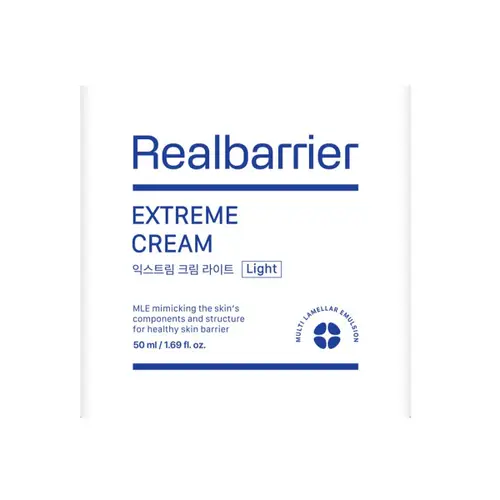 Realbarrier
EXTREME
CREAM
익스트림 크림 라이트 Light
MLE mimicking the skin's
components and structure
for healthy skin barrier
50 ml / 1.69 fl. oz.
MULTI LAMELLAR EMULSION